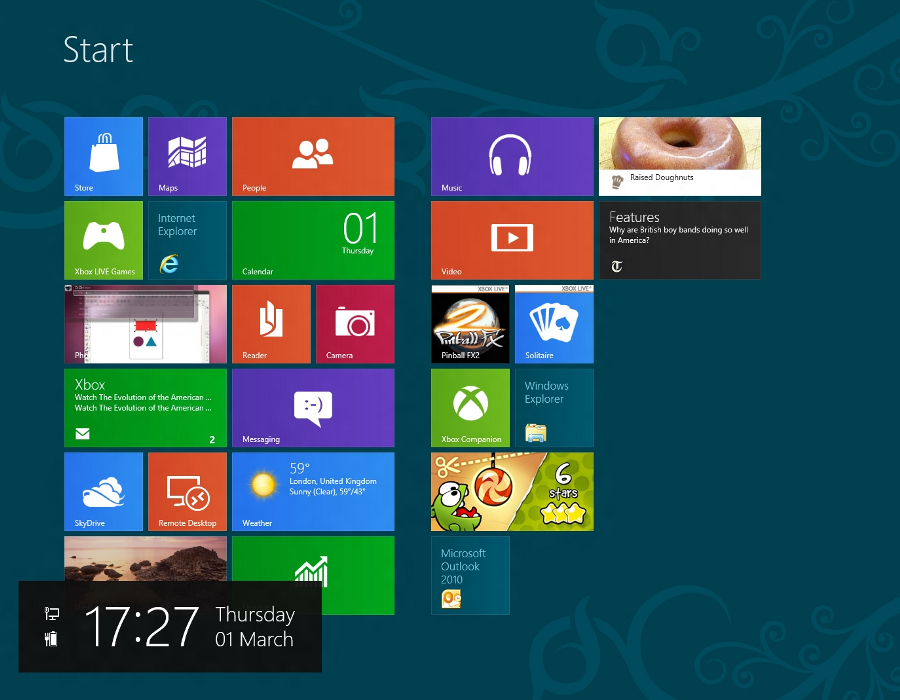 Start
Store
Maps
People
Music
Raised Doughnuts
Internet
Explorer
Xbox LIVE Games
01
Thursday
Calendar
Video
Features
Why are British boy bands doing so well
in America?
Pho
Reader
Camera
XBOX LIVE
Pinball FX2
Pinball FX2
XBOX LIVE
Solitaire
Xbox
Watch The Evolution of the American ...
Watch The Evolution of the American ...
2
Messaging
Xbox Companion
Windows
Explorer
SkyDrive
Remote Desktop
59°
London, United Kingdom
Sunny (Clear), 59°/43°
Weather
6
stars
Microsoft
Outlook
2010
17:27
Thursday
01 March